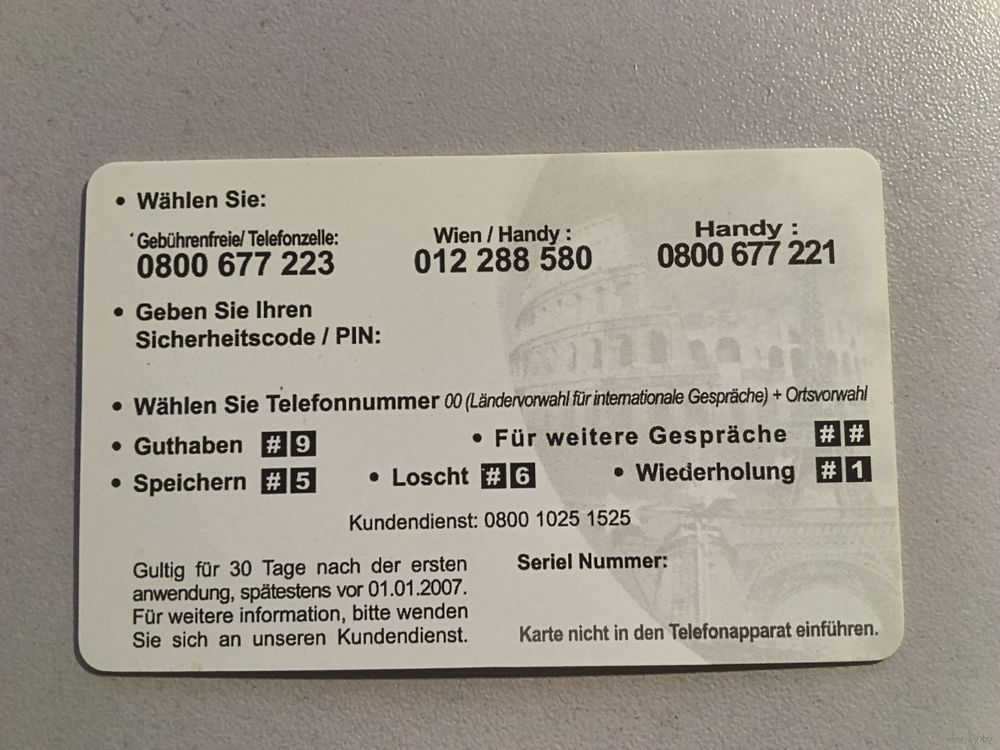 • Wählen Sie:
Gebührenfreie/ Telefonzelle:
0800 677 223
Wien / Handy :
012 288 580
Handy :
0800 677 221
• Geben Sie Ihren
Sicherheitscode / PIN:
• Wählen Sie Telefonnummer 00 (Ländervorwahl für internationale Gespräche) + Ortsvorwahl
• Guthaben #9
• Für weitere Gespräche ##
• Speichern #5
• Loscht #6
• Wiederholung #1
Kundendienst: 0800 1025 1525
Gultig für 30 Tage nach der ersten
anwendung, spätestens vor 01.01.2007.
Für weitere information, bitte wenden
Sie sich an unseren Kundendienst.
Seriel Nummer:
Karte nicht in den Telefonapparat einführen.